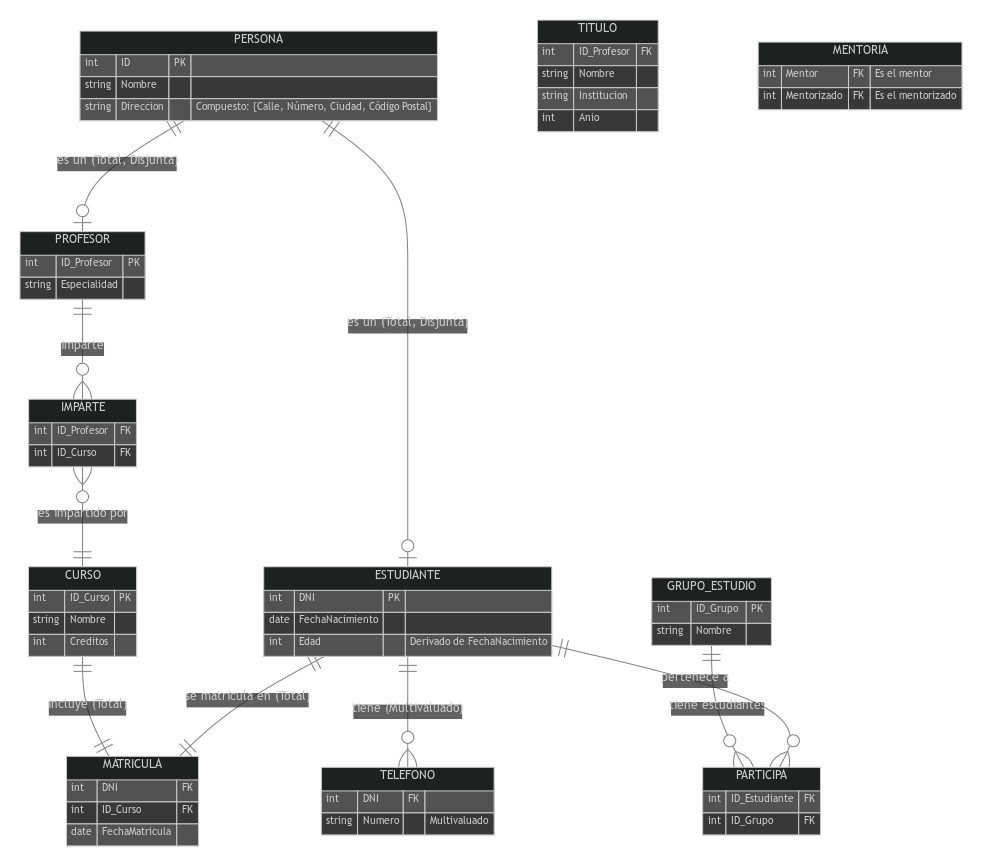 PERSONA
int ID PK
string Nombre
string Direccion Compuesto: {Calle, Número, Ciudad, Código Postal}
TITULO
int ID_Profesor FK
string Nombre
string Institucion
int Anio
MENTORIA
int Mentor FK Es el mentor
int Mentorizado FK Es el mentorizado
es un (Total, Disjunta)
PROFESOR
int ID_Profesor PK
string Especialidad
es un (Total, Disjunta)
imparte
IMPARTE
int ID_Profesor FK
int ID_Curso FK
es impartido por
CURSO
int ID_Curso PK
string Nombre
int Creditos
ESTUDIANTE
int DNI PK
date FechaNacimiento
int Edad Derivado de FechaNacimiento
GRUPO_ESTUDIO
int ID_Grupo PK
string Nombre
incluye (Total)
se matricula en (Total)
tiene (Multivaluado)
pertenece a
tiene estudiantes
MATRICULA
int DNI FK
int ID_Curso FK
date FechaMatricula
TELEFONO
int DNI FK
string Numero Multivaluado
PARTICIPA
int ID_Estudiante FK
int ID_Grupo FK